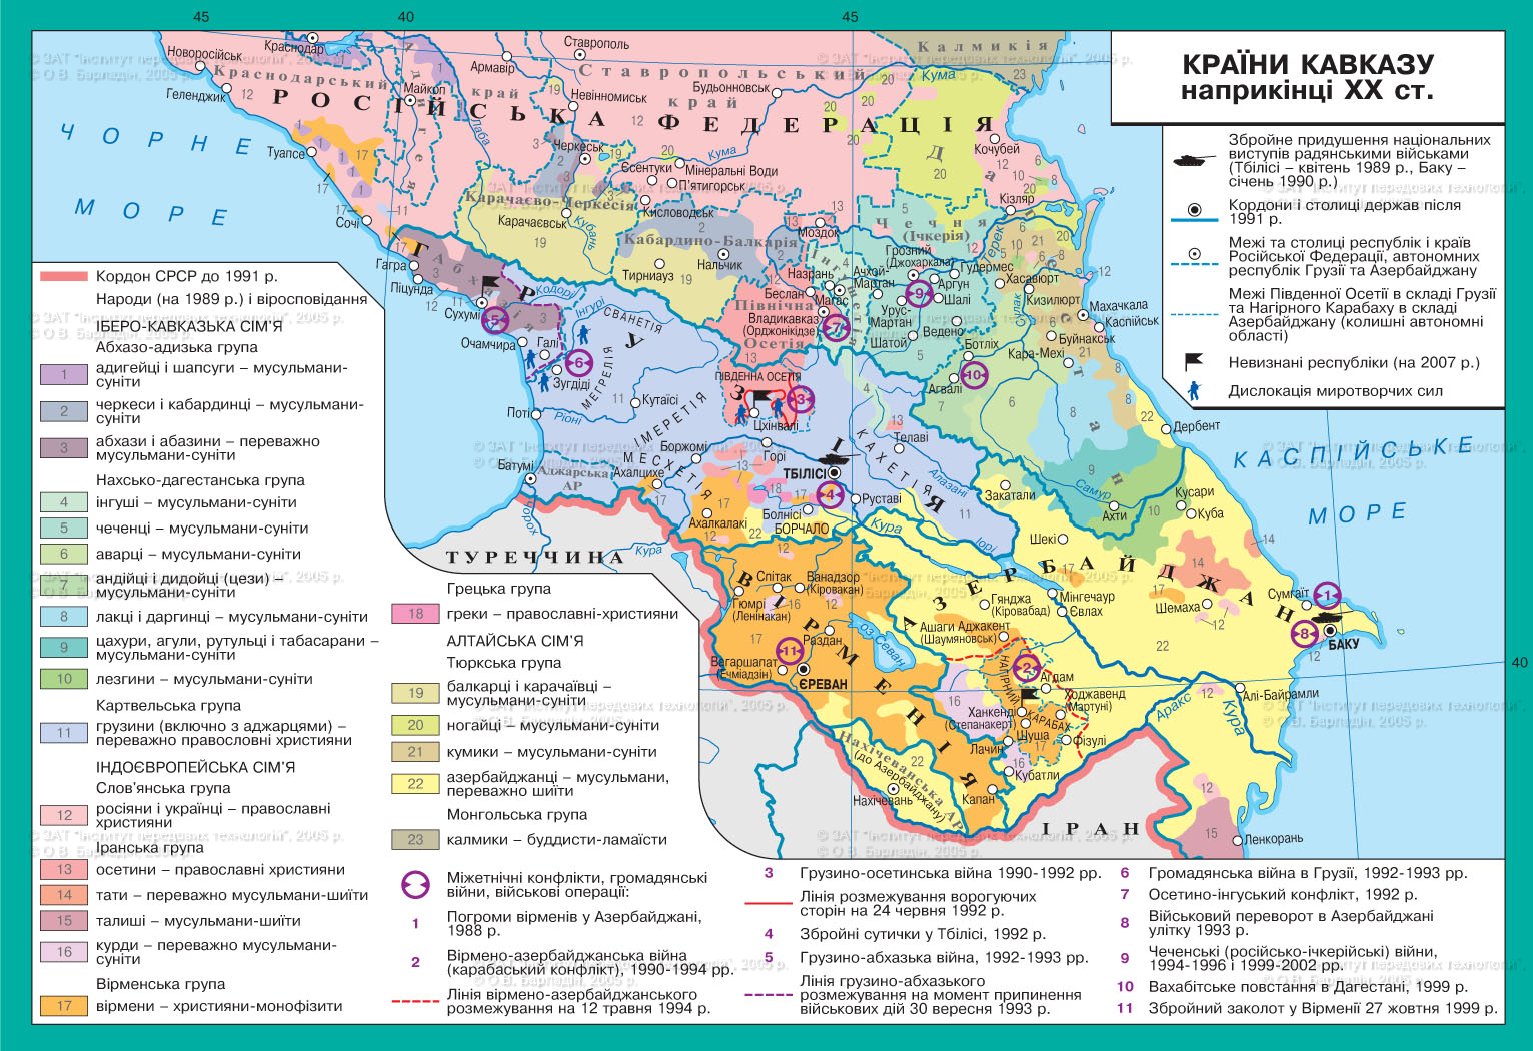 45
40
45
КРАЇНИ КАВКАЗУ
наприкінці ХХ ст.
Збройне придушення національних
виступів радянськими військами
(Тбілісі – квітень 1989 р., Баку –
січень 1990 р.)
Кордони і столиці держав після
1991 р.
Межі та столиці республік і країв
Російської Федерації, автономних
республік Грузії та Азербайджану
Межі Південної Осетії в складі Грузії
та Нагірного Карабаху в складі
Азербайджану (колишні автономні
області)
Невизнані республіки (на 2007 р.)
Дислокація миротворчих сил
ЧОРНЕ
МОРЕ
КАСПІЙСЬКЕ
МОРЕ
РОСІЙСЬКА ФЕДЕРАЦІЯ
Краснодарський
край
Ставропольський
край
Калмикія
Адигея
Карачаєво-Черкесія
Кабардино-Балкарія
Північна
Осетія
Інгушетія
Чечня
(Ічкерія)
Дагестан
Новоросійськ
Краснодар
Геленджик
Армавір
Ставрополь
Майкоп
Невінномиськ
Будьонновськ
Туапсе
Сочі
Черкеськ
Єсентуки
Мінеральні Води
П'ятигорськ
Кисловодськ
Карачаєвськ
Тирниауз
Нальчик
Моздок
Кочубей
Кізляр
Назрань
Беслан
Магас
Владикавказ
(Орджонікідзе)
Грозний
(Джохаркала)
Ачхой-
Мартан
Гудермес
Аргун
Шалі
Урус-
Мартан
Ведено
Шатой
Хасавюрт
Кизилюрт
Махачкала
Каспійськ
Буйнакськ
Ботліх
Кара-Мехі
Агвалі
Дербент
Ахти
Лаба
Кума
Кума
Кубань
Терек
Сулак
Самур
ГРУЗІЯ
Абхазія
Гагра
Піцунда
Сухумі
Очамчира
Галі
Зугдіді
Поті
Кутаїсі
Батумі
Аджарська
АР
Ахалцихе
Боржомі
Горі
ПІВДЕННА ОСЕТІЯ
Цхінвалі
ТБІЛІСІ
Руставі
Телаві
Болнісі
БОРЧАЛО
Ахалкалакі
СВАНЕТІЯ
МЕГРЕЛІЯ
ІМЕРЕТІЯ
МЕСХЕТІЯ
КАХЕТІЯ
Кодорі
Інгурі
Ріоні
Чорох
Кура
Кура
Алазані
Іорі
ТУРЕЧЧИНА
ВІРМЕНІЯ
Спітак
Ванадзор
(Кіровакан)
Гюмрі
(Ленінакан)
Раздан
оз. Севан
Вагаршапат
(Ечміадзін)
ЄРЕВАН
Капан
Нахічеванська АР
(до Азербайджану)
Нахічевань
АЗЕРБАЙДЖАН
Закатали
Шекі
Кусари
Куба
Гянджа
(Кіровабад)
Мінгечаур
Євлах
Шемаха
Сумгаїт
БАКУ
Ашаги Аджакент
(Шаумяновськ)
НАГІРНИЙ
КАРАБАХ
Агдам
Ходжавенд
(Мартуні)
Ханкенді
(Степанакерт)
Шуша
Лачин
Фізулі
Кубатли
Алі-Байрамли
Аракс
Кура
Ленкорань
ІРАН
40
Кордон СРСР до 1991 р.
Народи (на 1989 р.) і віросповідання
ІБЕРО-КАВКАЗЬКА СІМ'Я
Абхазо-адизька група
1 адигейці і шапсуги – мусульмани-
суніти
2 черкеси і кабардинці – мусульмани-
суніти
3 абхази і абазини – переважно
мусульмани-суніти
Нахсько-дагестанська група
4 інгуші – мусульмани-суніти
5 чеченці – мусульмани-суніти
6 аварці – мусульмани-суніти
7 андійці і дидойці (цези) –
мусульмани-суніти
8 лакці і даргинці – мусульмани-суніти
9 цахури, агули, рутульці і табасарани –
мусульмани-суніти
10 лезгини – мусульмани-суніти
Картвельська група
11 грузини (включно з аджарцями) –
переважно православні християни
ІНДОЄВРОПЕЙСЬКА СІМ'Я
Слов'янська група
12 росіяни і українці – православні
християни
Іранська група
13 осетини – православні християни
14 тати – переважно мусульмани-шиїти
15 талиші – мусульмани-шиїти
16 курди – переважно мусульмани-
суніти
Вірменська група
17 вірмени – християни-монофізити
Грецька група
18 греки – православні-християни
АЛТАЙСЬКА СІМ'Я
Тюркська група
19 балкарці і карачаївці –
мусульмани-суніти
20 ногайці – мусульмани-суніти
21 кумики – мусульмани-суніти
22 азербайджанці – мусульмани,
переважно шиїти
Монгольська група
23 калмики – буддисти-ламаїсти
Міжетнічні конфлікти, громадянські
війни, військові операції:
1 Погроми вірменів у Азербайджані,
1988 р.
2 Вірмено-азербайджанська війна
(карабаський конфлікт), 1990-1994 рр.
Лінія вірмено-азербайджанського
розмежування на 12 травня 1994 р.
3 Грузино-осетинська війна 1990-1992 рр.
Лінія розмежування ворогуючих
сторін на 24 червня 1992 р.
4 Збройні сутички у Тбілісі, 1992 р.
5 Грузино-абхазька війна, 1992-1993 рр.
Лінія грузино-абхазького
розмежування на момент припинення
військових дій 30 вересня 1993 р.
6 Громадянська війна в Грузії, 1992-1993 рр.
7 Осетино-інгуський конфлікт, 1992 р.
8 Військовий переворот в Азербайджані
улітку 1993 р.
9 Чеченські (російсько-ічкерійські) війни,
1994-1996 і 1999-2002 рр.
10 Вахабітське повстання в Дагестані, 1999 р.
11 Збройний заколот у Вірменії 27 жовтня 1999 р.
© ЗАТ "Інститут передових технологій", 2005 р.
© О.В. Барладін, 2005 р.